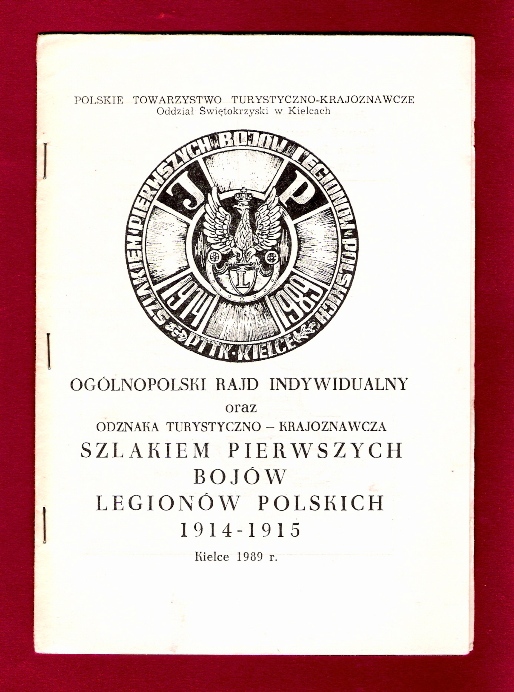 POLSKIE TOWARZYSTWO TURYSTYCZNO-KRAJOZNAWCZE
Oddział Świętokrzyski w Kielcach
SZLAKIEM PIERWSZYCH BOJÓW LEGIONÓW POLSKICH
J P
L
1914 1989
PTTK · KIELCE
OGÓLNOPOLSKI RAJD INDYWIDUALNY
oraz
ODZNAKA TURYSTYCZNO – KRAJOZNAWCZA
SZLAKIEM PIERWSZYCH
BOJÓW
LEGIONÓW POLSKICH
1914-1915
Kielce 1989 r.